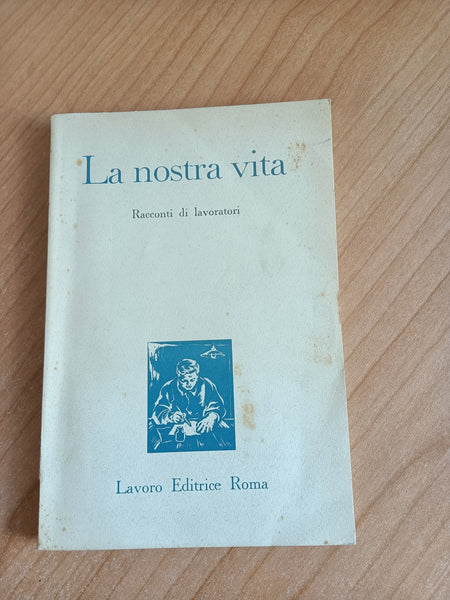 La nostra vita
Racconti di lavoratori
Lavoro Editrice Roma